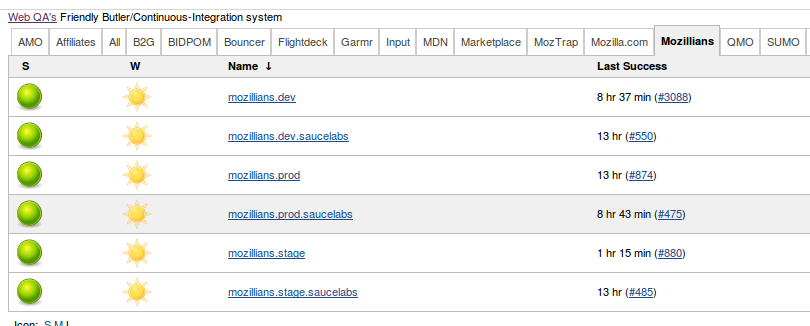 Web QA's Friendly Butler/Continuous-Integration system
AMO Affiliates All B2G BIDPOM Bouncer Flightdeck Garmr Input MDN Marketplace MozTrap Mozilla.com Mozillians QMO SUMO
S W Name ↓ Last Success
mozillians.dev 8 hr 37 min (#3088)
mozillians.dev.saucelabs 13 hr (#550)
mozillians.prod 13 hr (#874)
mozillians.prod.saucelabs 8 hr 43 min (#475)
mozillians.stage 1 hr 15 min (#880)
mozillians.stage.saucelabs 13 hr (#485)
Icon: S M L